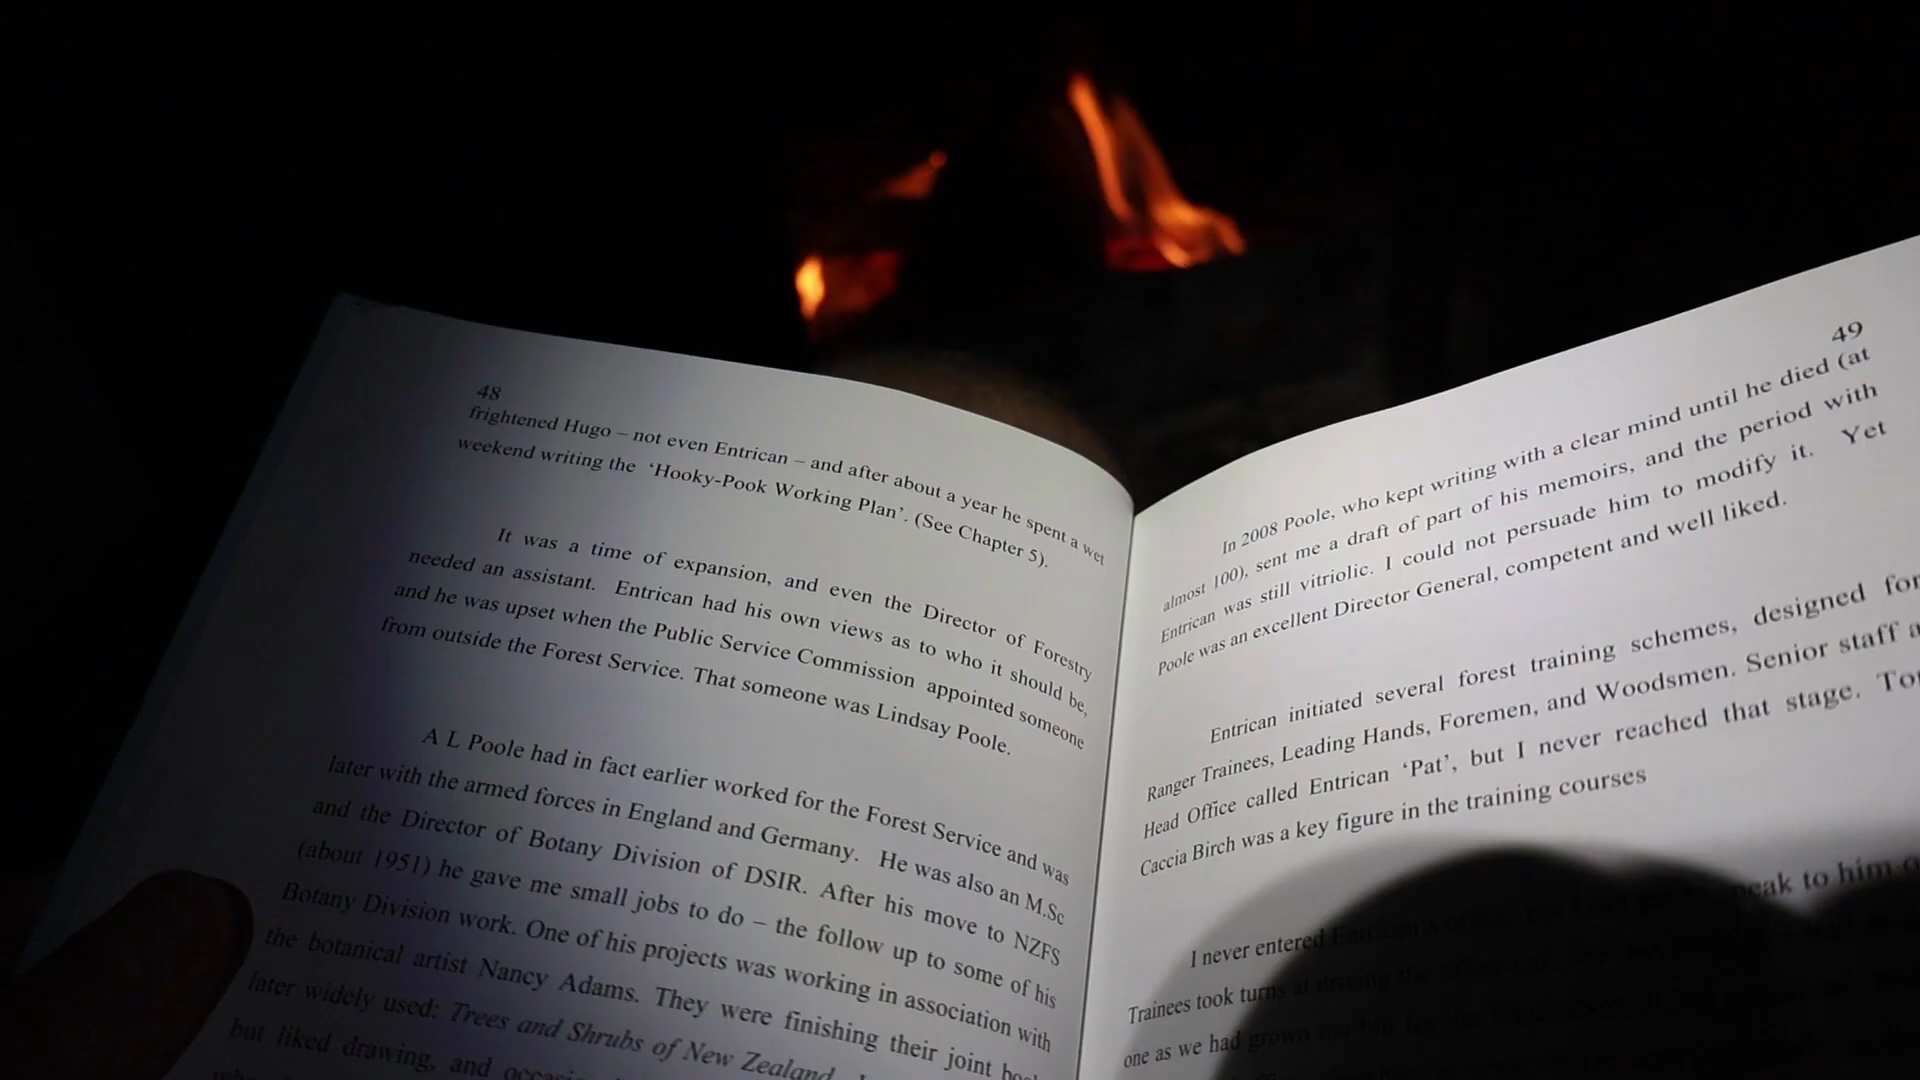 48
frightened Hugo – not even Entrican – and after about a year he spent a wet
weekend writing the ‘Hooky-Pook Working Plan’. (See Chapter 5).
It was a time of expansion, and even the Director of Forestry
needed an assistant. Entrican had his own views as to who it should be,
and he was upset when the Public Service Commission appointed someone
from outside the Forest Service. That someone was Lindsay Poole.
A L Poole had in fact earlier worked for the Forest Service and was
later with the armed forces in England and Germany. He was also an M.Sc
and the Director of Botany Division of DSIR. After his move to NZFS
(about 1951) he gave me small jobs to do – the follow up to some of his
Botany Division work. One of his projects was working in association with
the botanical artist Nancy Adams. They were finishing their joint
later widely used: Trees and Shrubs of New Zealand.
but liked drawing, and
49
In 2008 Poole, who kept writing with a clear mind until he died (at
almost 100), sent me a draft of part of his memoirs, and the period with
Entrican was still vitriolic. I could not persuade him to modify it. Yet
Poole was an excellent Director General, competent and well liked.
Entrican initiated several forest training schemes, designed for
Ranger Trainees, Leading Hands, Foremen, and Woodsmen. Senior staff
Head Office called Entrican ‘Pat’, but I never reached that stage.
Caccia Birch was a key figure in the training courses
I never entered Entrican's office, speak to him
Trainees took turns at driving the
one as we had grown too big for the